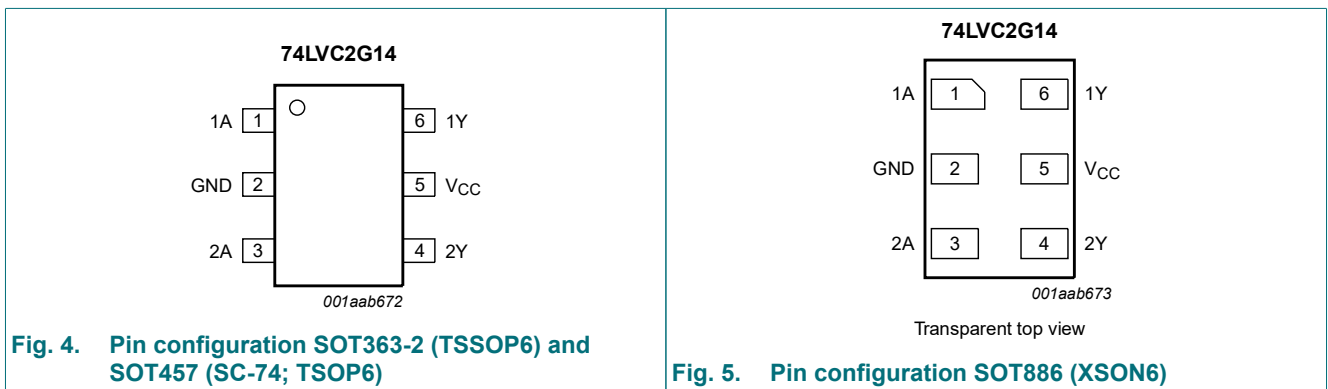 74LVC2G14
1A 1 6 1Y
GND 2 5 VCC
2A 3 4 2Y
001aab672
Fig. 4. Pin configuration SOT363-2 (TSSOP6) and
SOT457 (SC-74; TSOP6)
74LVC2G14
1A 1 6 1Y
GND 2 5 VCC
2A 3 4 2Y
001aab673
Transparent top view
Fig. 5. Pin configuration SOT886 (XSON6)